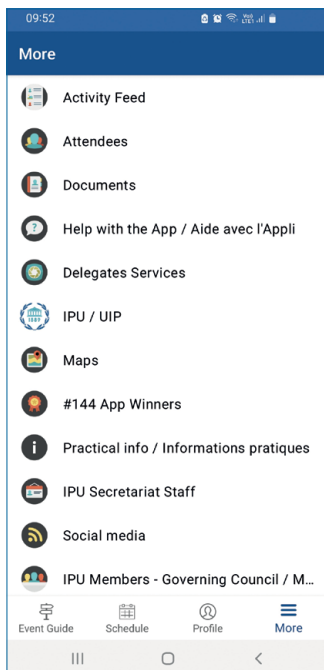 09:52
More
Activity Feed
Attendees
Documents
Help with the App / Aide avec l'Appli
Delegates Services
IPU / UIP
Maps
#144 App Winners
Practical info / Informations pratiques
IPU Secretariat Staff
Social media
IPU Members - Governing Council / M...
Event Guide
Schedule
Profile
More